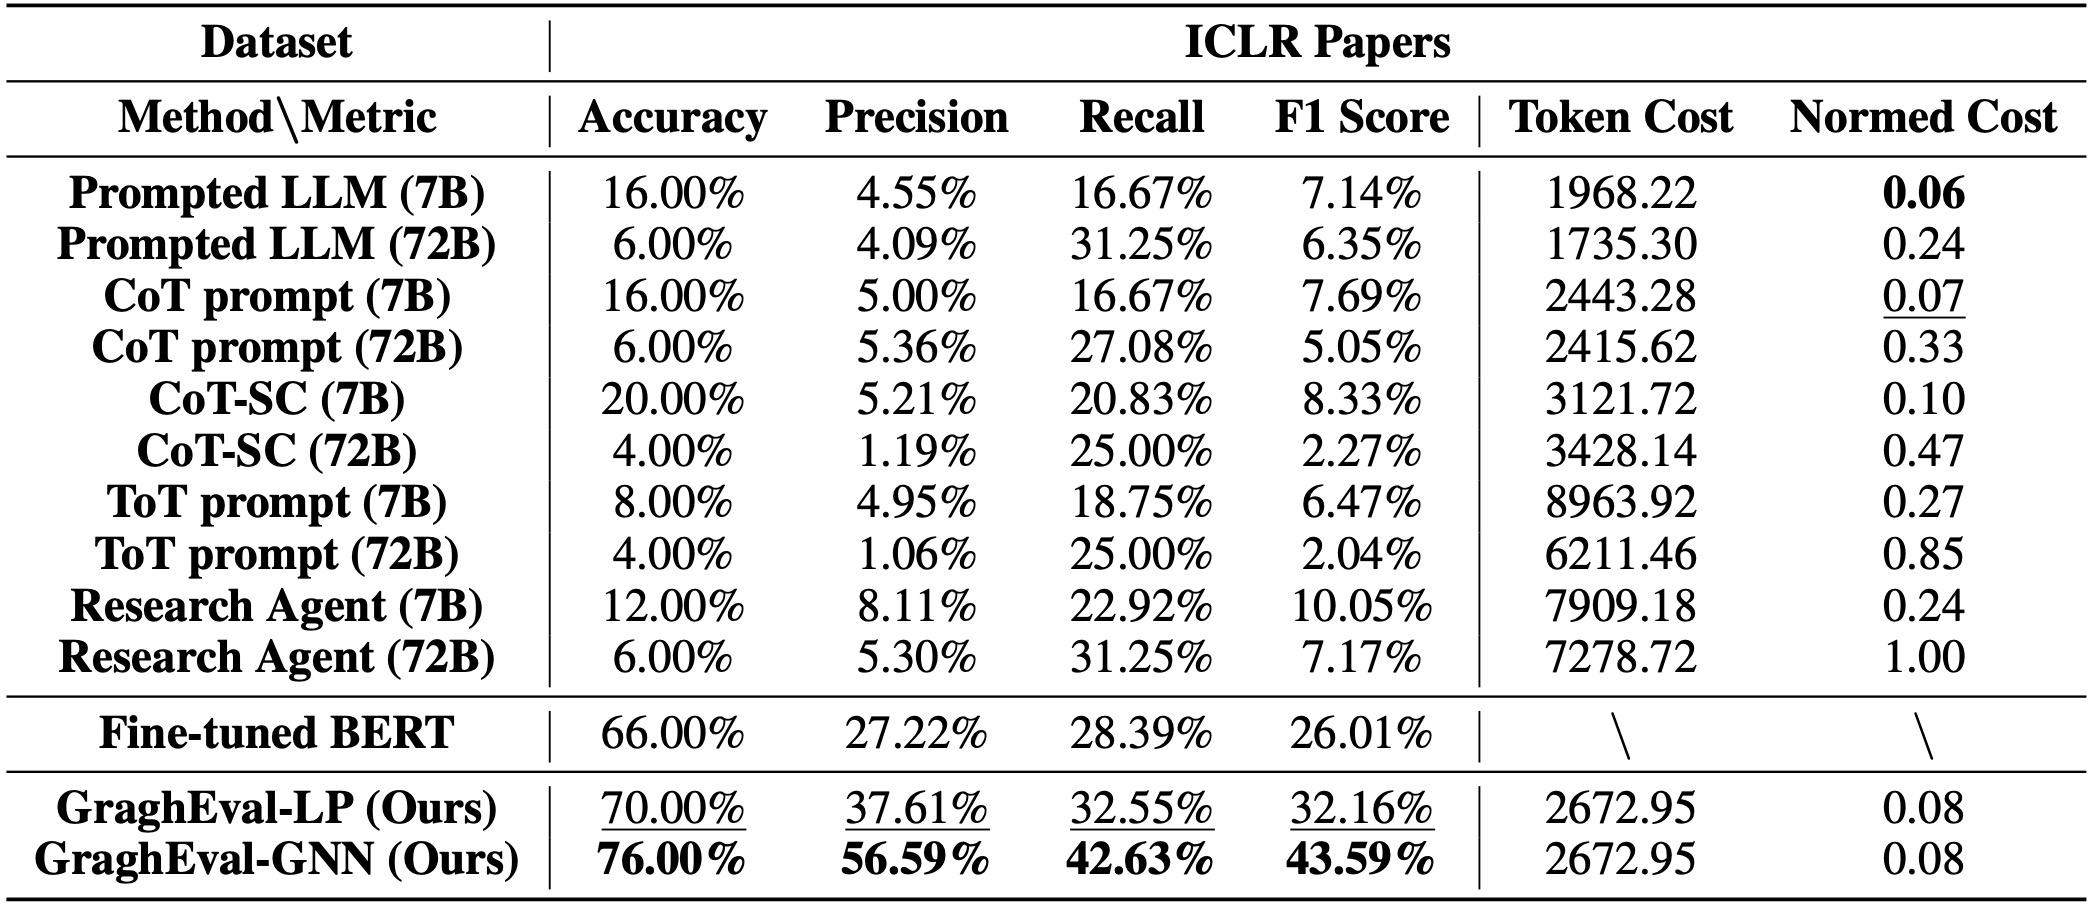 Dataset ICLR Papers
Method\Metric Accuracy Precision Recall F1 Score Token Cost Normed Cost
Prompted LLM (7B) 16.00% 4.55% 16.67% 7.14% 1968.22 0.06
Prompted LLM (72B) 6.00% 4.09% 31.25% 6.35% 1735.30 0.24
CoT prompt (7B) 16.00% 5.00% 16.67% 7.69% 2443.28 0.07
CoT prompt (72B) 6.00% 5.36% 27.08% 5.05% 2415.62 0.33
CoT-SC (7B) 20.00% 5.21% 20.83% 8.33% 3121.72 0.10
CoT-SC (72B) 4.00% 1.19% 25.00% 2.27% 3428.14 0.47
ToT prompt (7B) 8.00% 4.95% 18.75% 6.47% 8963.92 0.27
ToT prompt (72B) 4.00% 1.06% 25.00% 2.04% 6211.46 0.85
Research Agent (7B) 12.00% 8.11% 22.92% 10.05% 7909.18 0.24
Research Agent (72B) 6.00% 5.30% 31.25% 7.17% 7278.72 1.00
Fine-tuned BERT 66.00% 27.22% 28.39% 26.01% \ \
GraghEval-LP (Ours) 70.00% 37.61% 32.55% 32.16% 2672.95 0.08
GraghEval-GNN (Ours) 76.00% 56.59% 42.63% 43.59% 2672.95 0.08